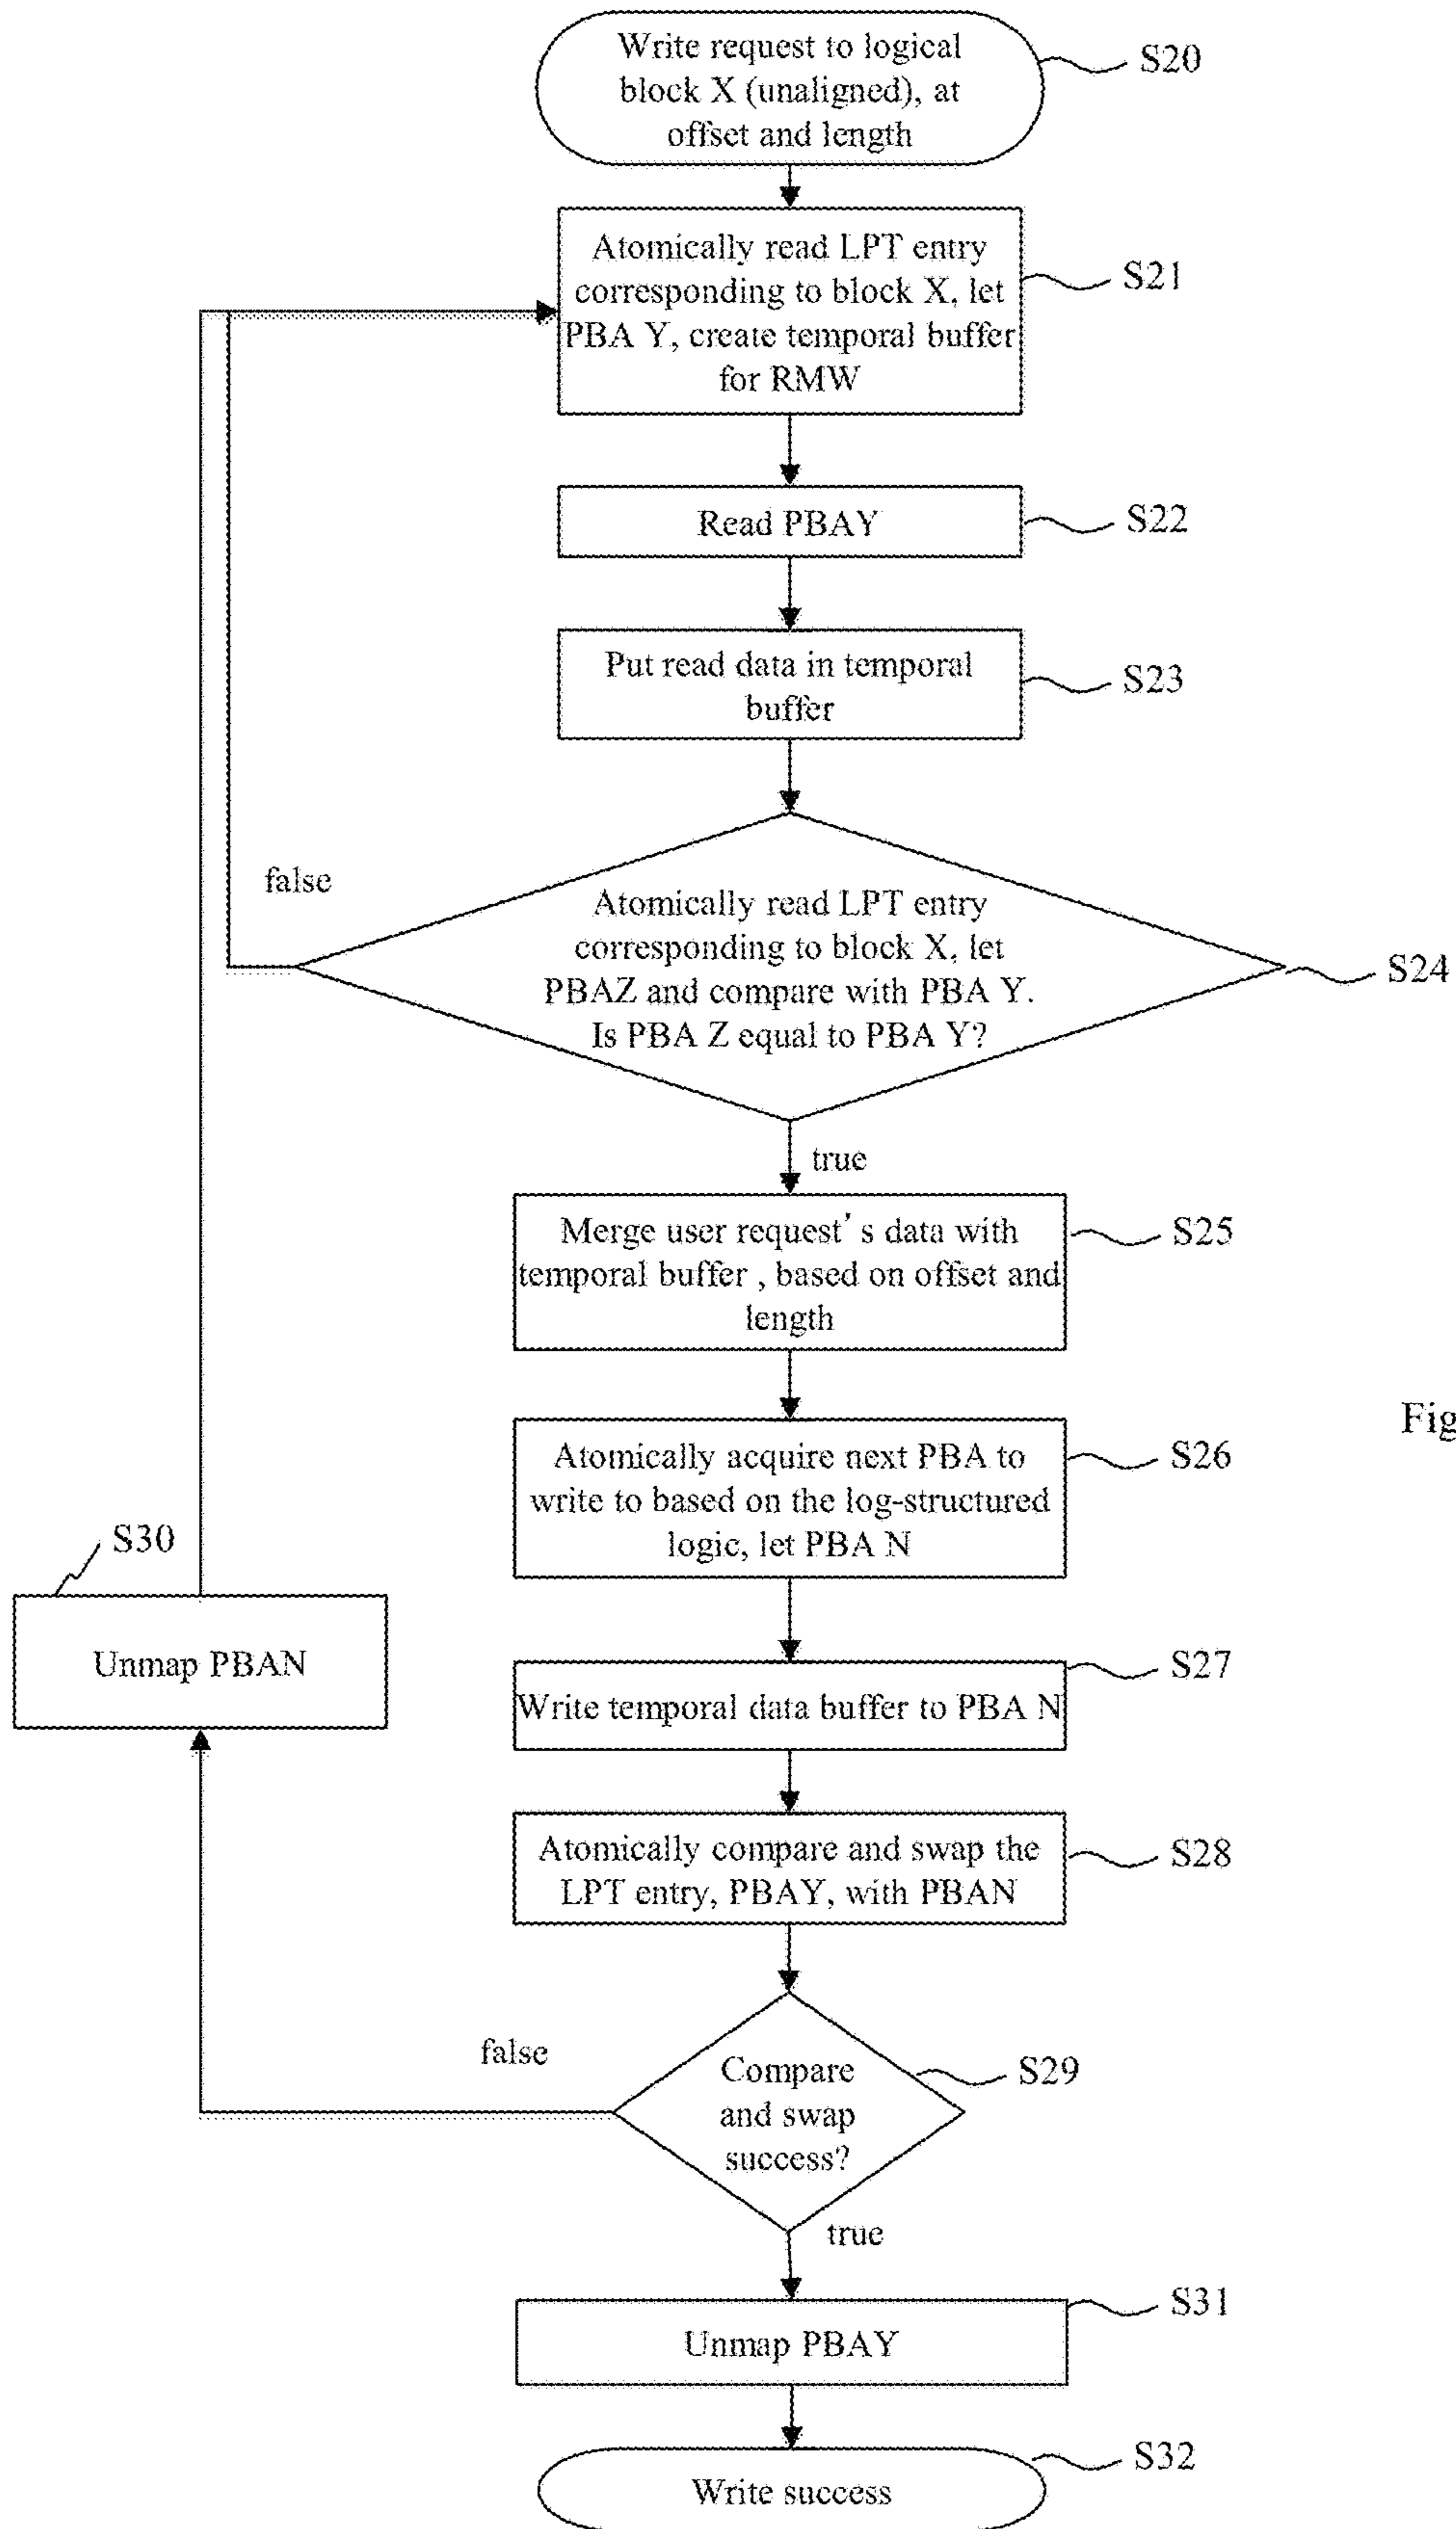 Write request to logical
block X (unaligned), at
offset and length
S20
Atomically read LPT entry
corresponding to block X, let
PBA Y, create temporal buffer
for RMW
S21
Read PBAY
S22
Put read data in temporal
buffer
S23
false
Atomically read LPT entry
corresponding to block X, let
PBAZ and compare with PBA Y.
Is PBA Z equal to PBA Y?
S24
true
Merge user request's data with
temporal buffer , based on offset and
length
S25
Fig
Atomically acquire next PBA to
write to based on the log-structured
logic, let PBA N
S26
S30
Unmap PBAN
Write temporal data buffer to PBA N
S27
Atomically compare and swap the
LPT entry, PBAY, with PBAN
S28
false
Compare
and swap
success?
S29
true
Unmap PBAY
S31
Write success
S32